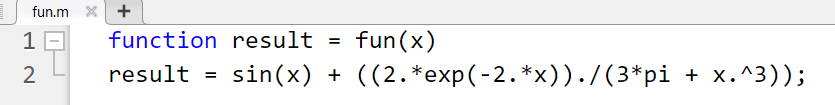 fun.m
1 function result = fun(x)
2 result = sin(x) + ((2.*exp(-2.*x))./(3*pi + x.^3));